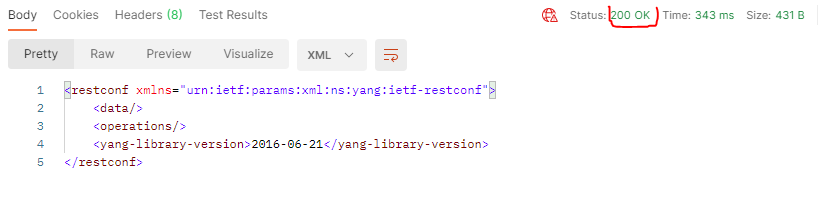 Body Cookies Headers (8) Test Results Status: 200 OK Time: 343 ms Size: 431 B
Pretty Raw Preview Visualize XML
1 <restconf xmlns="urn:ietf:params:xml:ns:yang:ietf-restconf">
2 <data/>
3 <operations/>
4 <yang-library-version>2016-06-21</yang-library-version>
5 </restconf>